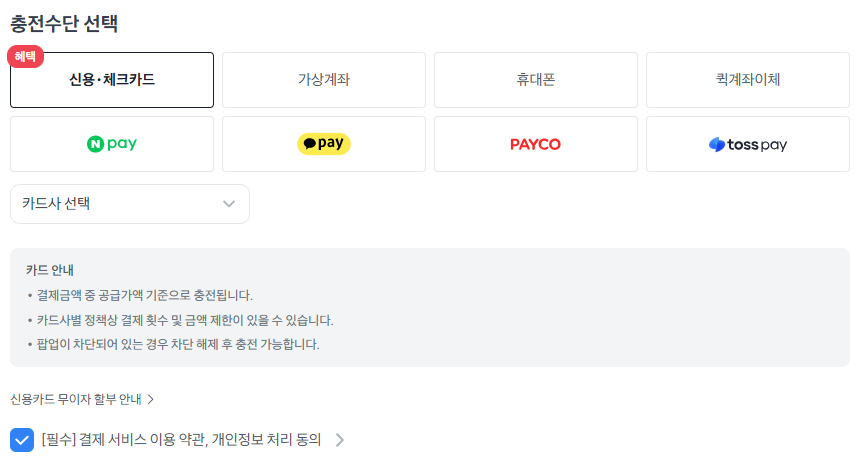 충전수단 선택
혜택
신용·체크카드
가상계좌
휴대폰
퀵계좌이체
N pay
pay
PAYCO
toss pay
카드사 선택
카드 안내
• 결제금액 중 공급가액 기준으로 충전됩니다.
• 카드사별 정책상 결제 횟수 및 금액 제한이 있을 수 있습니다.
• 팝업이 차단되어 있는 경우 차단 해제 후 충전 가능합니다.
신용카드 무이자 할부 안내 >
[필수] 결제 서비스 이용 약관, 개인정보 처리 동의 >